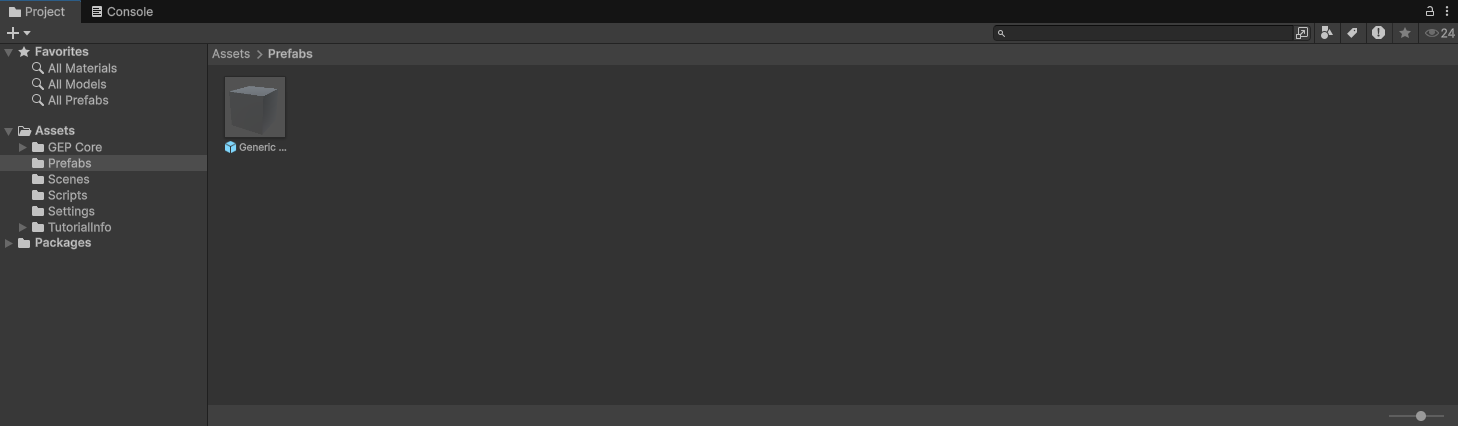 Project Console
24
Favorites
All Materials
All Models
All Prefabs
Assets
GEP Core
Prefabs
Scenes
Scripts
Settings
TutorialInfo
Packages
Assets > Prefabs
Generic ...